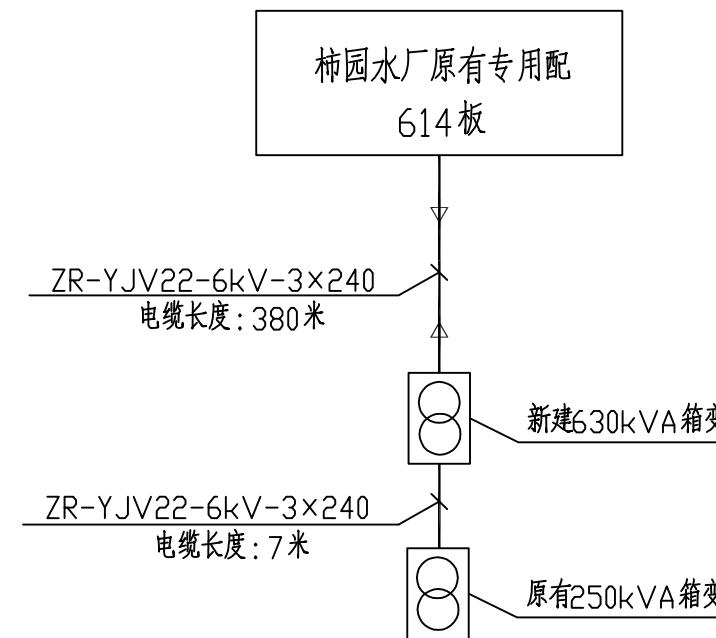 柿园水厂原有专用配
614板
ZR-YJV22-6kV-3×240
电缆长度:380米
新建630kVA箱变
ZR-YJV22-6kV-3×240
电缆长度:7米
原有250kVA箱变